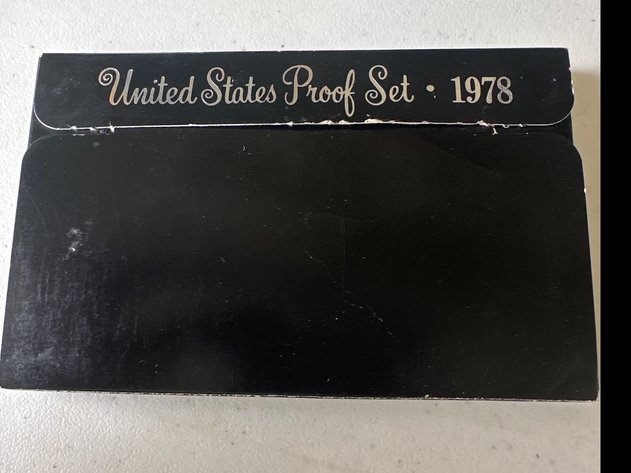 United States Proof Set • 1978